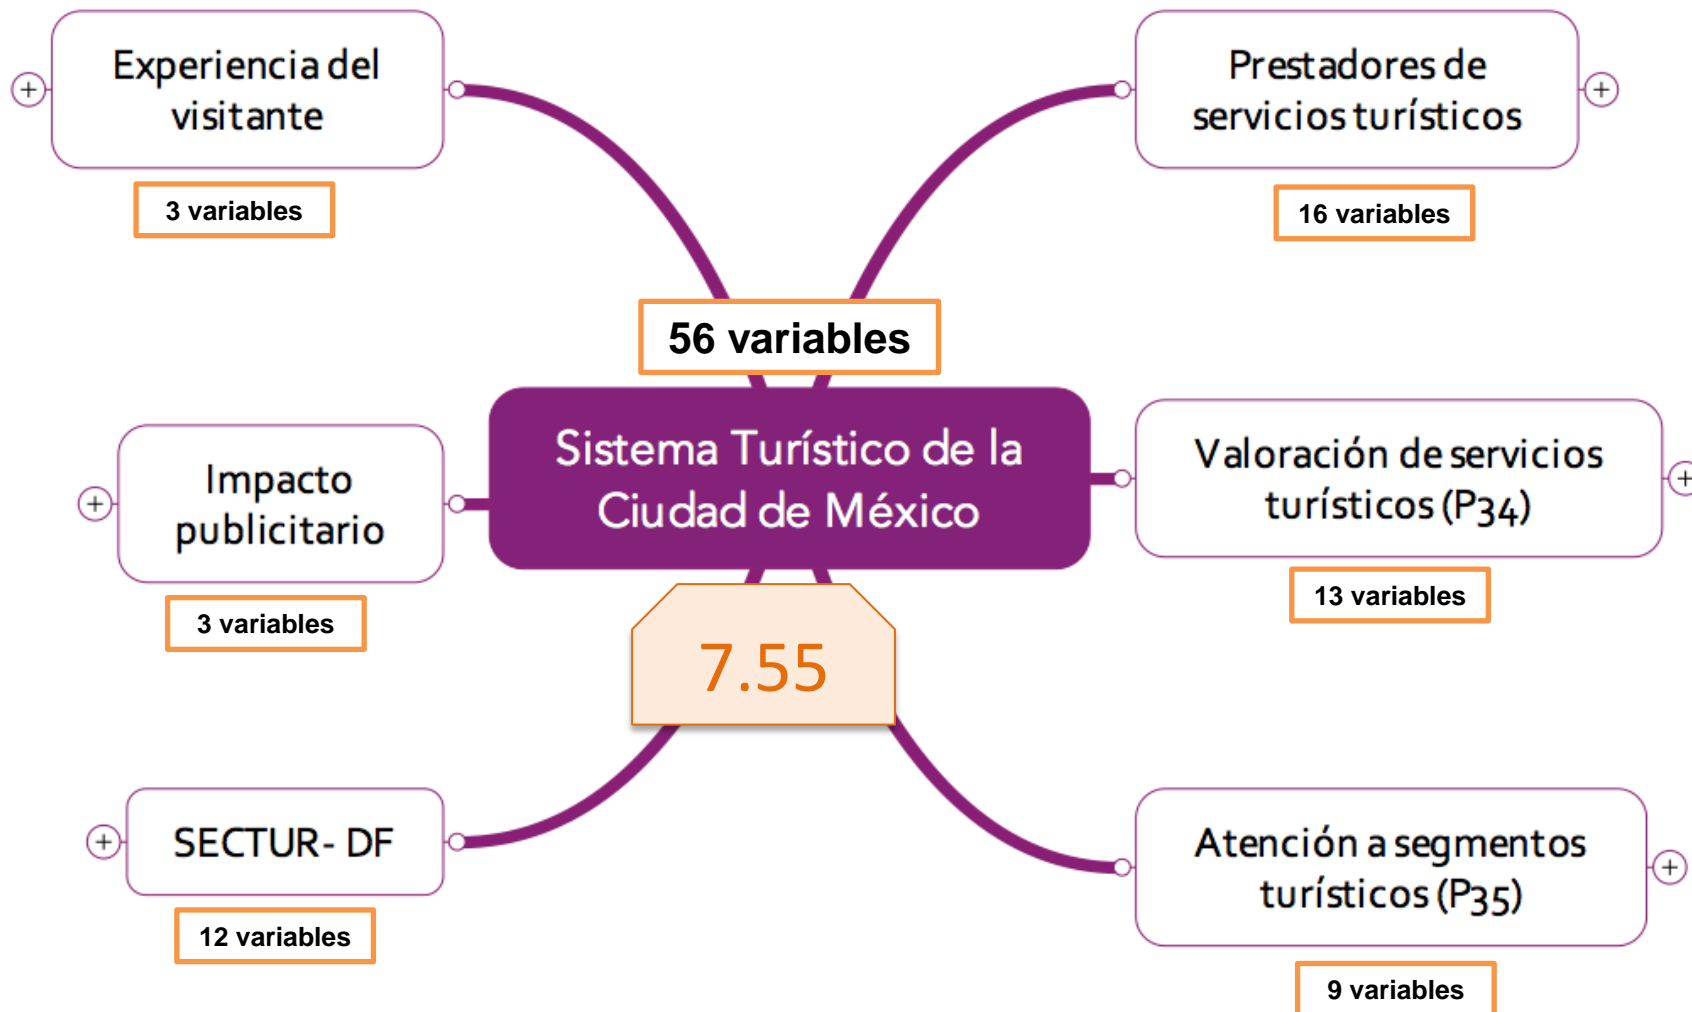 Experiencia del
visitante
3 variables
Prestadores de
servicios turísticos
16 variables
56 variables
Sistema Turístico de la
Ciudad de México
Impacto
publicitario
3 variables
Valoración de servicios
turísticos (P34)
13 variables
7.55
SECTUR- DF
12 variables
Atención a segmentos
turísticos (P35)
9 variables